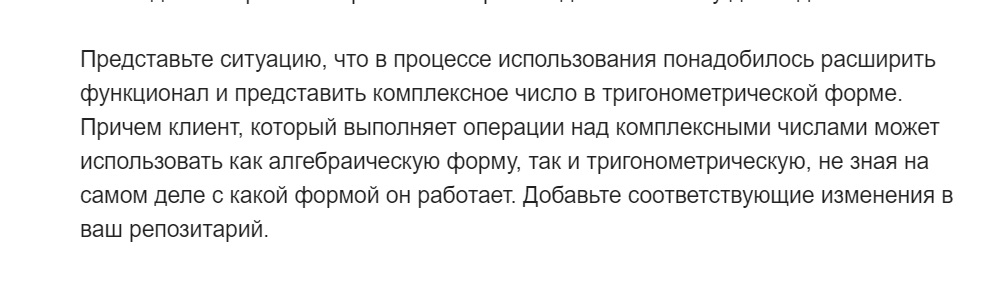 Представьте ситуацию, что в процессе использования понадобилось расширить
функционал и представить комплексное число в тригонометрической форме.
Причем клиент, который выполняет операции над комплексными числами может
использовать как алгебраическую форму, так и тригонометрическую, не зная на
самом деле с какой формой он работает. Добавьте соответствующие изменения в
ваш репозитарий.